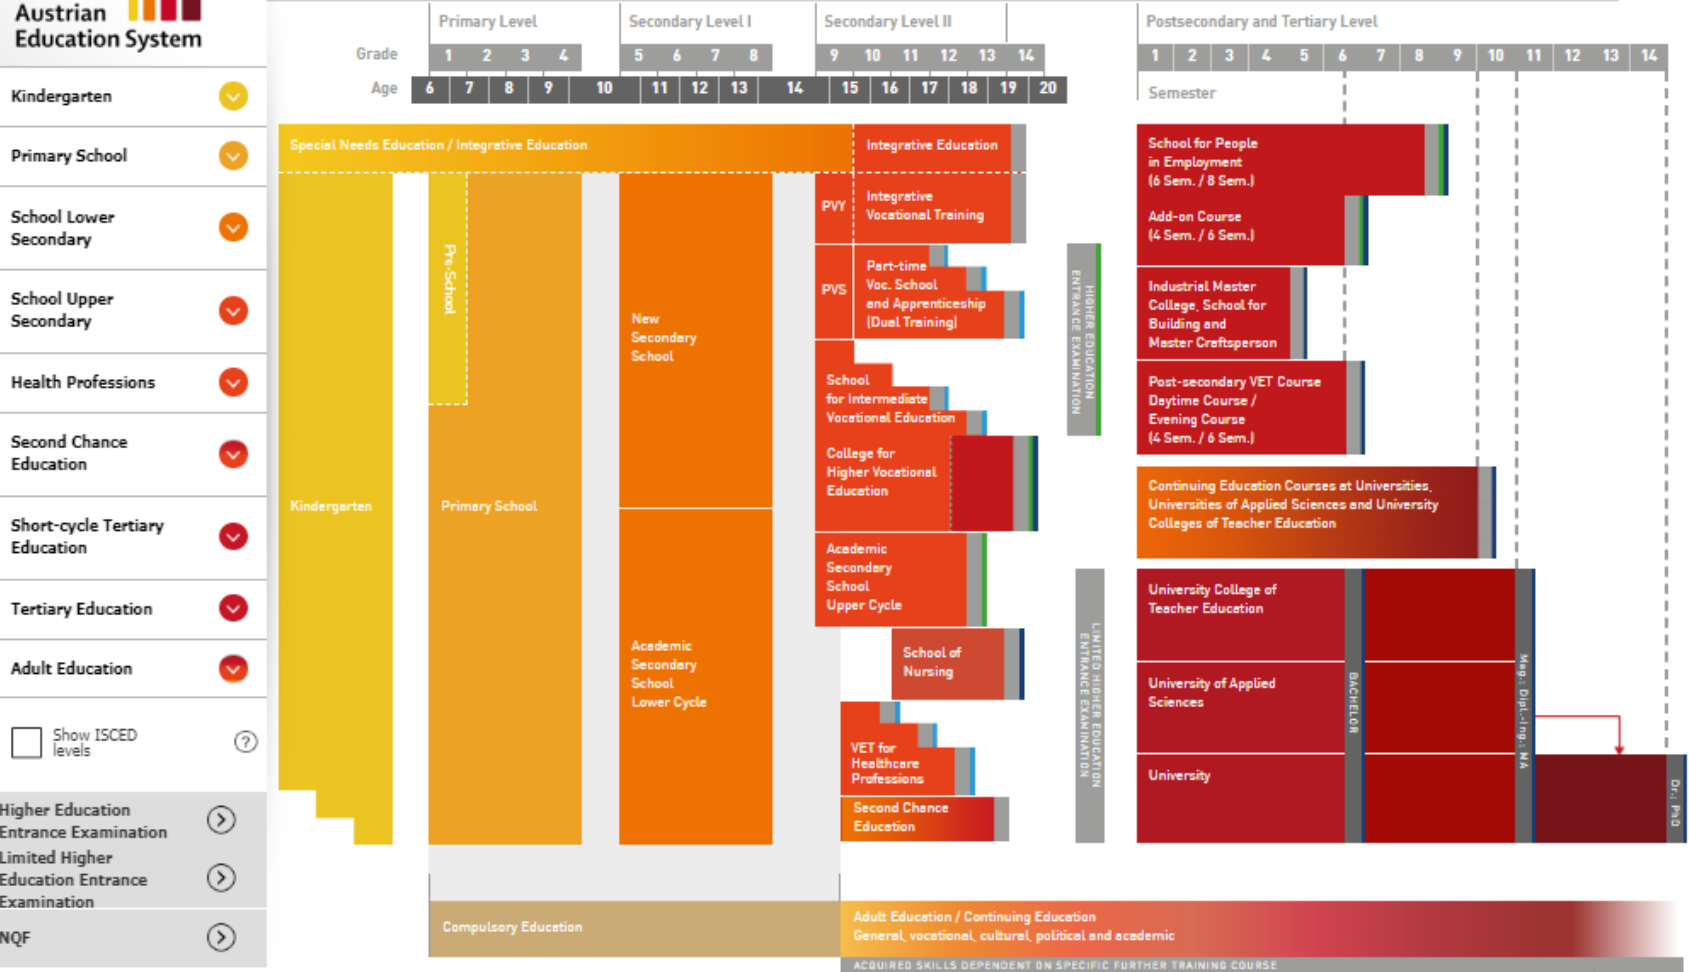 Austrian
Education System
Kindergarten
Primary School
School Lower
Secondary
School Upper
Secondary
Health Professions
Second Chance
Education
Short-cycle Tertiary
Education
Tertiary Education
Adult Education
Show ISCED
levels
?
Higher Education
Entrance Examination
Limited Higher
Education Entrance
Examination
NQF
Primary Level
Secondary Level I
Secondary Level II
Postsecondary and Tertiary Level
Grade
1 2 3 4
5 6 7 8
9 10 11 12 13 14
1 2 3 4 5 6 7 8 9 10 11 12 13 14
Age
6 7 8 9 10 11 12 13 14 15 16 17 18 19 20
Semester
Special Needs Education / Integrative Education
Kindergarten
Pre-School
Primary School
New
Secondary
School
Academic
Secondary
School
Lower Cycle
Integrative Education
PVY
Integrative
Vocational Training
PVS
Part-time
Voc. School
and Apprenticeship
(Dual Training)
School
for Intermediate
Vocational Education
College for
Higher Vocational
Education
Academic
Secondary
School
Upper Cycle
School of
Nursing
VET for
Healthcare
Professions
Second Chance
Education
HIGHER EDUCATION
ENTRANCE EXAMINATION
LIMITED HIGHER EDUCATION
ENTRANCE EXAMINATION
School for People
in Employment
(6 Sem. / 8 Sem.)
Add-on Course
(4 Sem. / 6 Sem.)
Industrial Master
College, School for
Building and
Master Craftsperson
Post-secondary VET Course
Daytime Course /
Evening Course
(4 Sem. / 6 Sem.)
Continuing Education Courses at Universities,
Universities of Applied Sciences and University
Colleges of Teacher Education
University College of
Teacher Education
University of Applied
Sciences
University
BACHELOR
Mag.; Dipl.-Ing.; MA
Dr.; PhD
Compulsory Education
Adult Education / Continuing Education
General, vocational, cultural, political and academic
ACQUIRED SKILLS DEPENDENT ON SPECIFIC FURTHER TRAINING COURSE